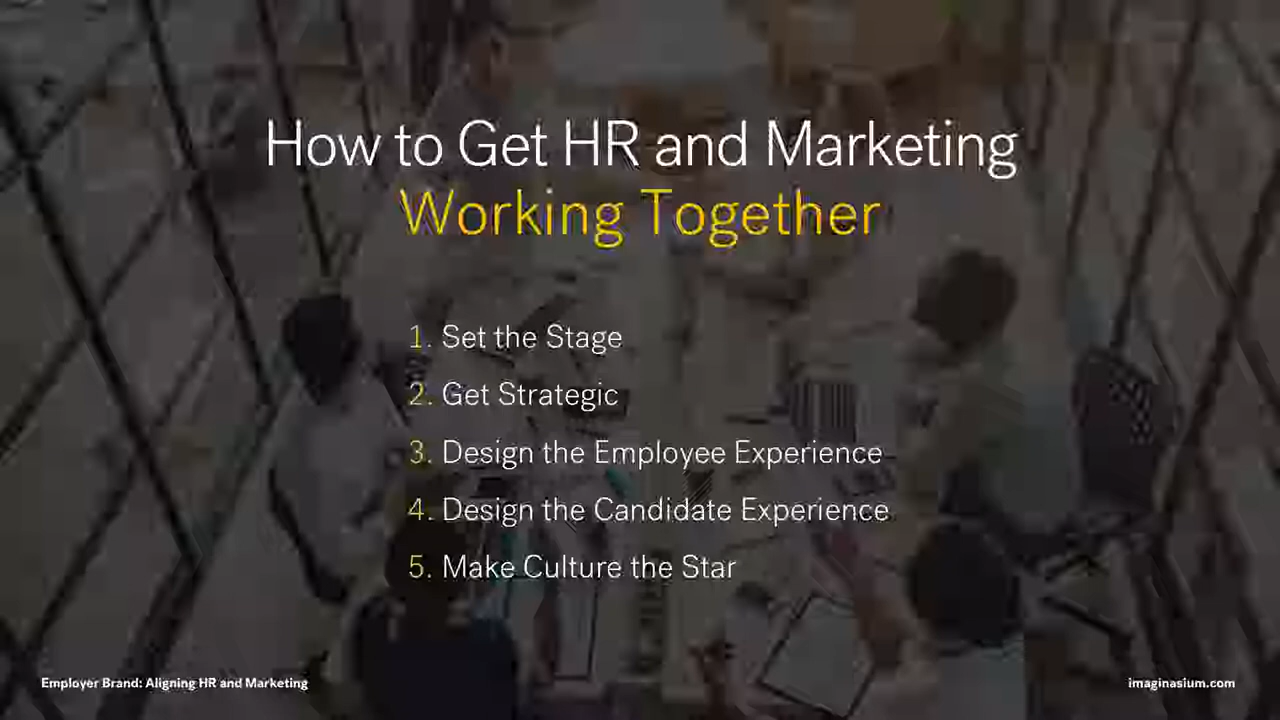 How to Get HR and Marketing
Working Together
1. Set the Stage
2. Get Strategic
3. Design the Employee Experience
4. Design the Candidate Experience
5. Make Culture the Star
Employer Brand: Aligning HR and Marketing
imaginasium.com